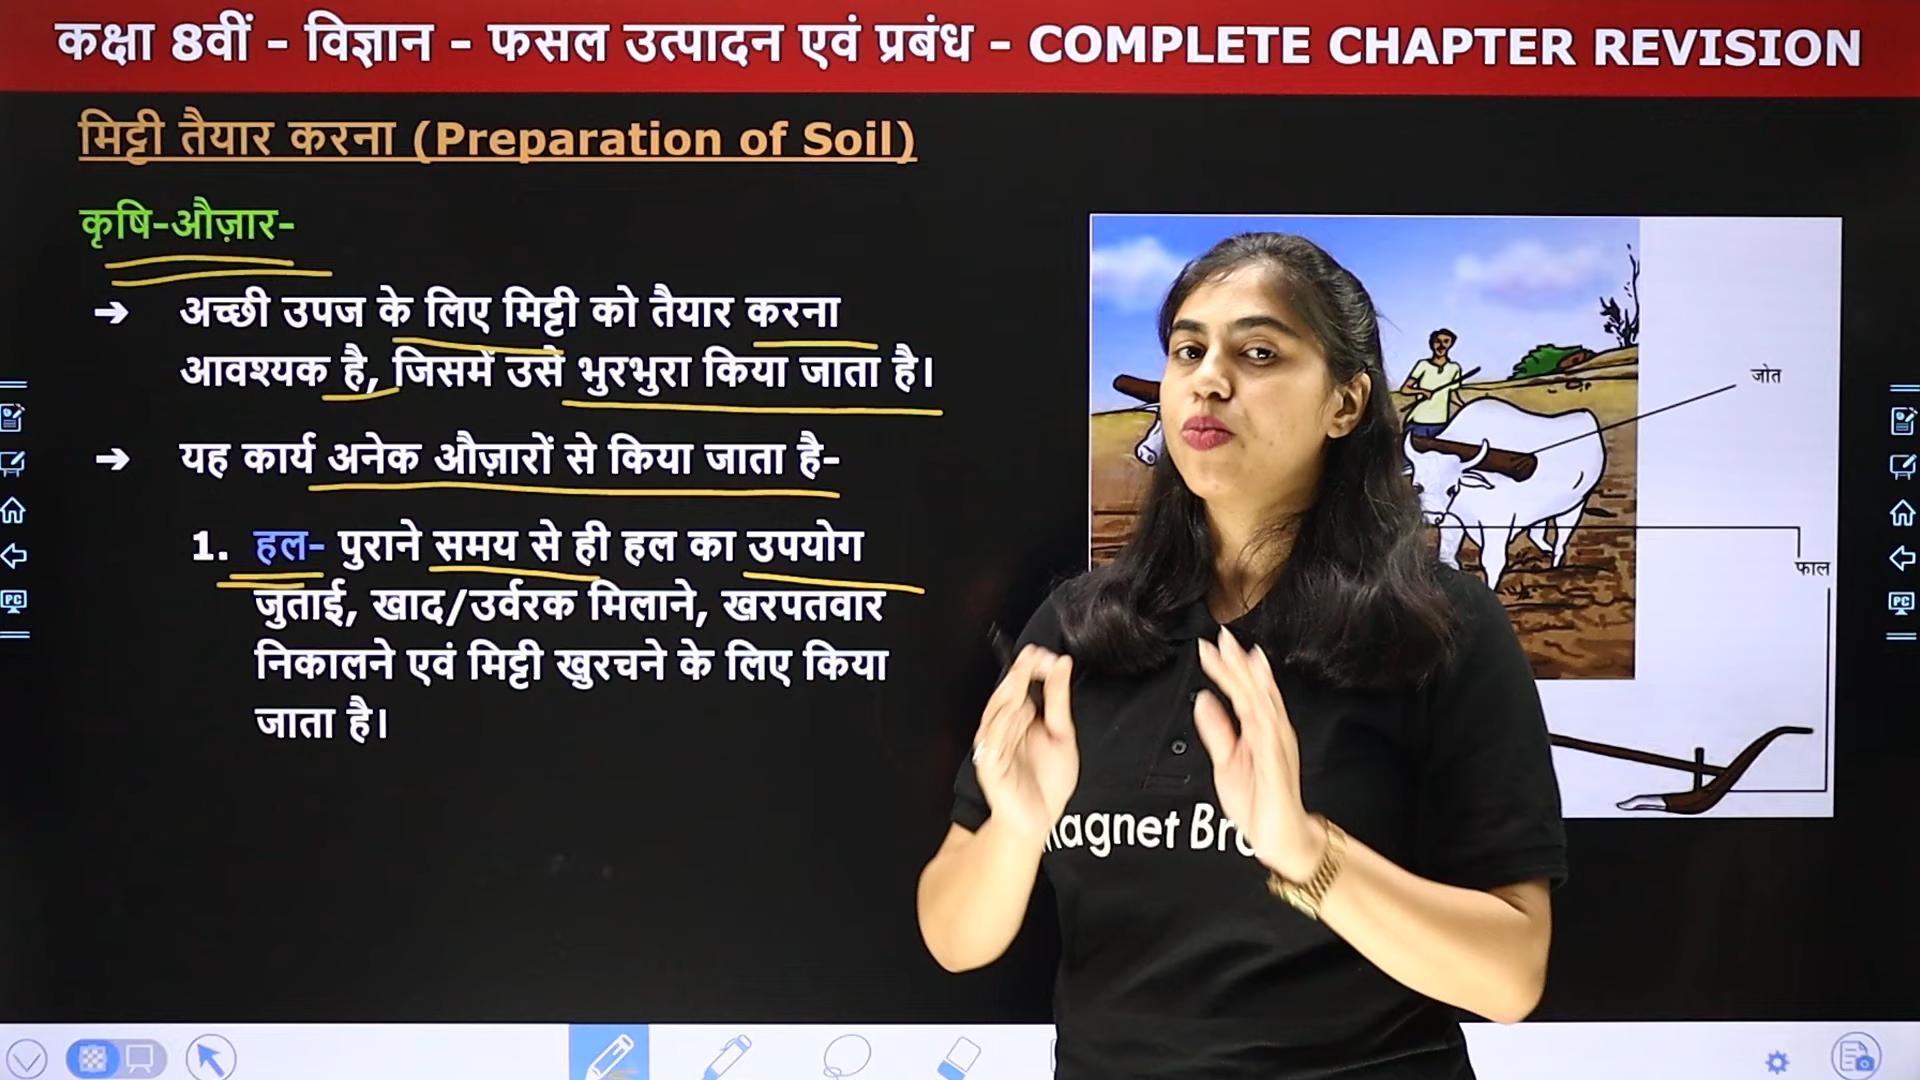 कक्षा 8वीं - विज्ञान - फसल उत्पादन एवं प्रबंध - COMPLETE CHAPTER REVISION
मिट्टी तैयार करना (Preparation of Soil)
कृषि-औज़ार-
➔ अच्छी उपज के लिए मिट्टी को तैयार करना
आवश्यक है, जिसमें उसे भुरभुरा किया जाता है।
➔ यह कार्य अनेक औज़ारों से किया जाता है-
1. हल- पुराने समय से ही हल का उपयोग
जुताई, खाद/उर्वरक मिलाने, खरपतवार
निकालने एवं मिट्टी खुरचने के लिए किया
जाता है।
जोत
फाल
agnet Br
PC
PC